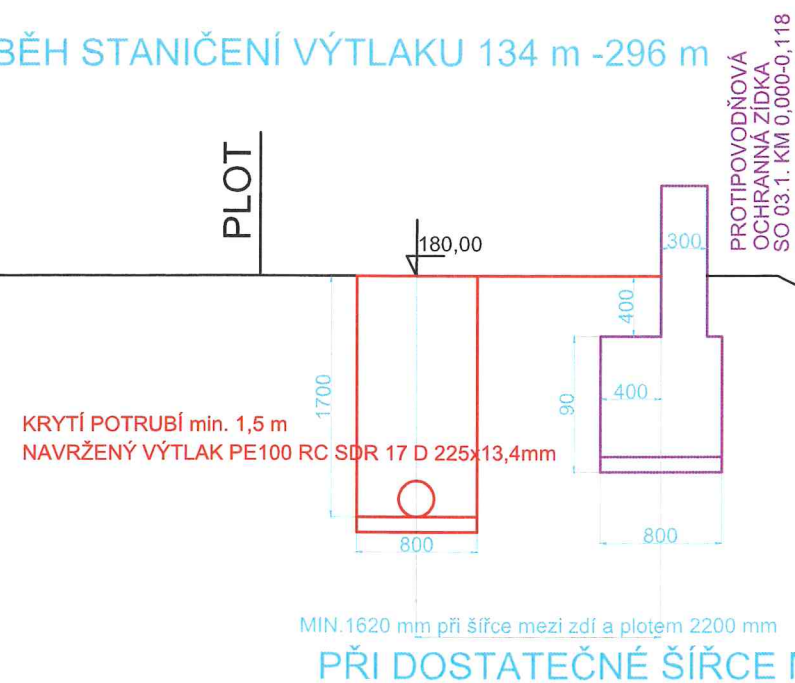 BĚH STANIČENÍ VÝTLAKU 134 m -296 m
PROTIPOVODŇOVÁ
OCHRANNÁ ZÍDKA
SO 03.1. KM 0,000-0,118
PLOT
180,00
300
400
1700
90
400
KRYTÍ POTRUBÍ min. 1,5 m
NAVRŽENÝ VÝTLAK PE100 RC SDR 17 D 225x13,4mm
800
800
MIN.1620 mm při šířce mezi zdí a plotem 2200 mm
PŘI DOSTATEČNÉ ŠÍŘCE